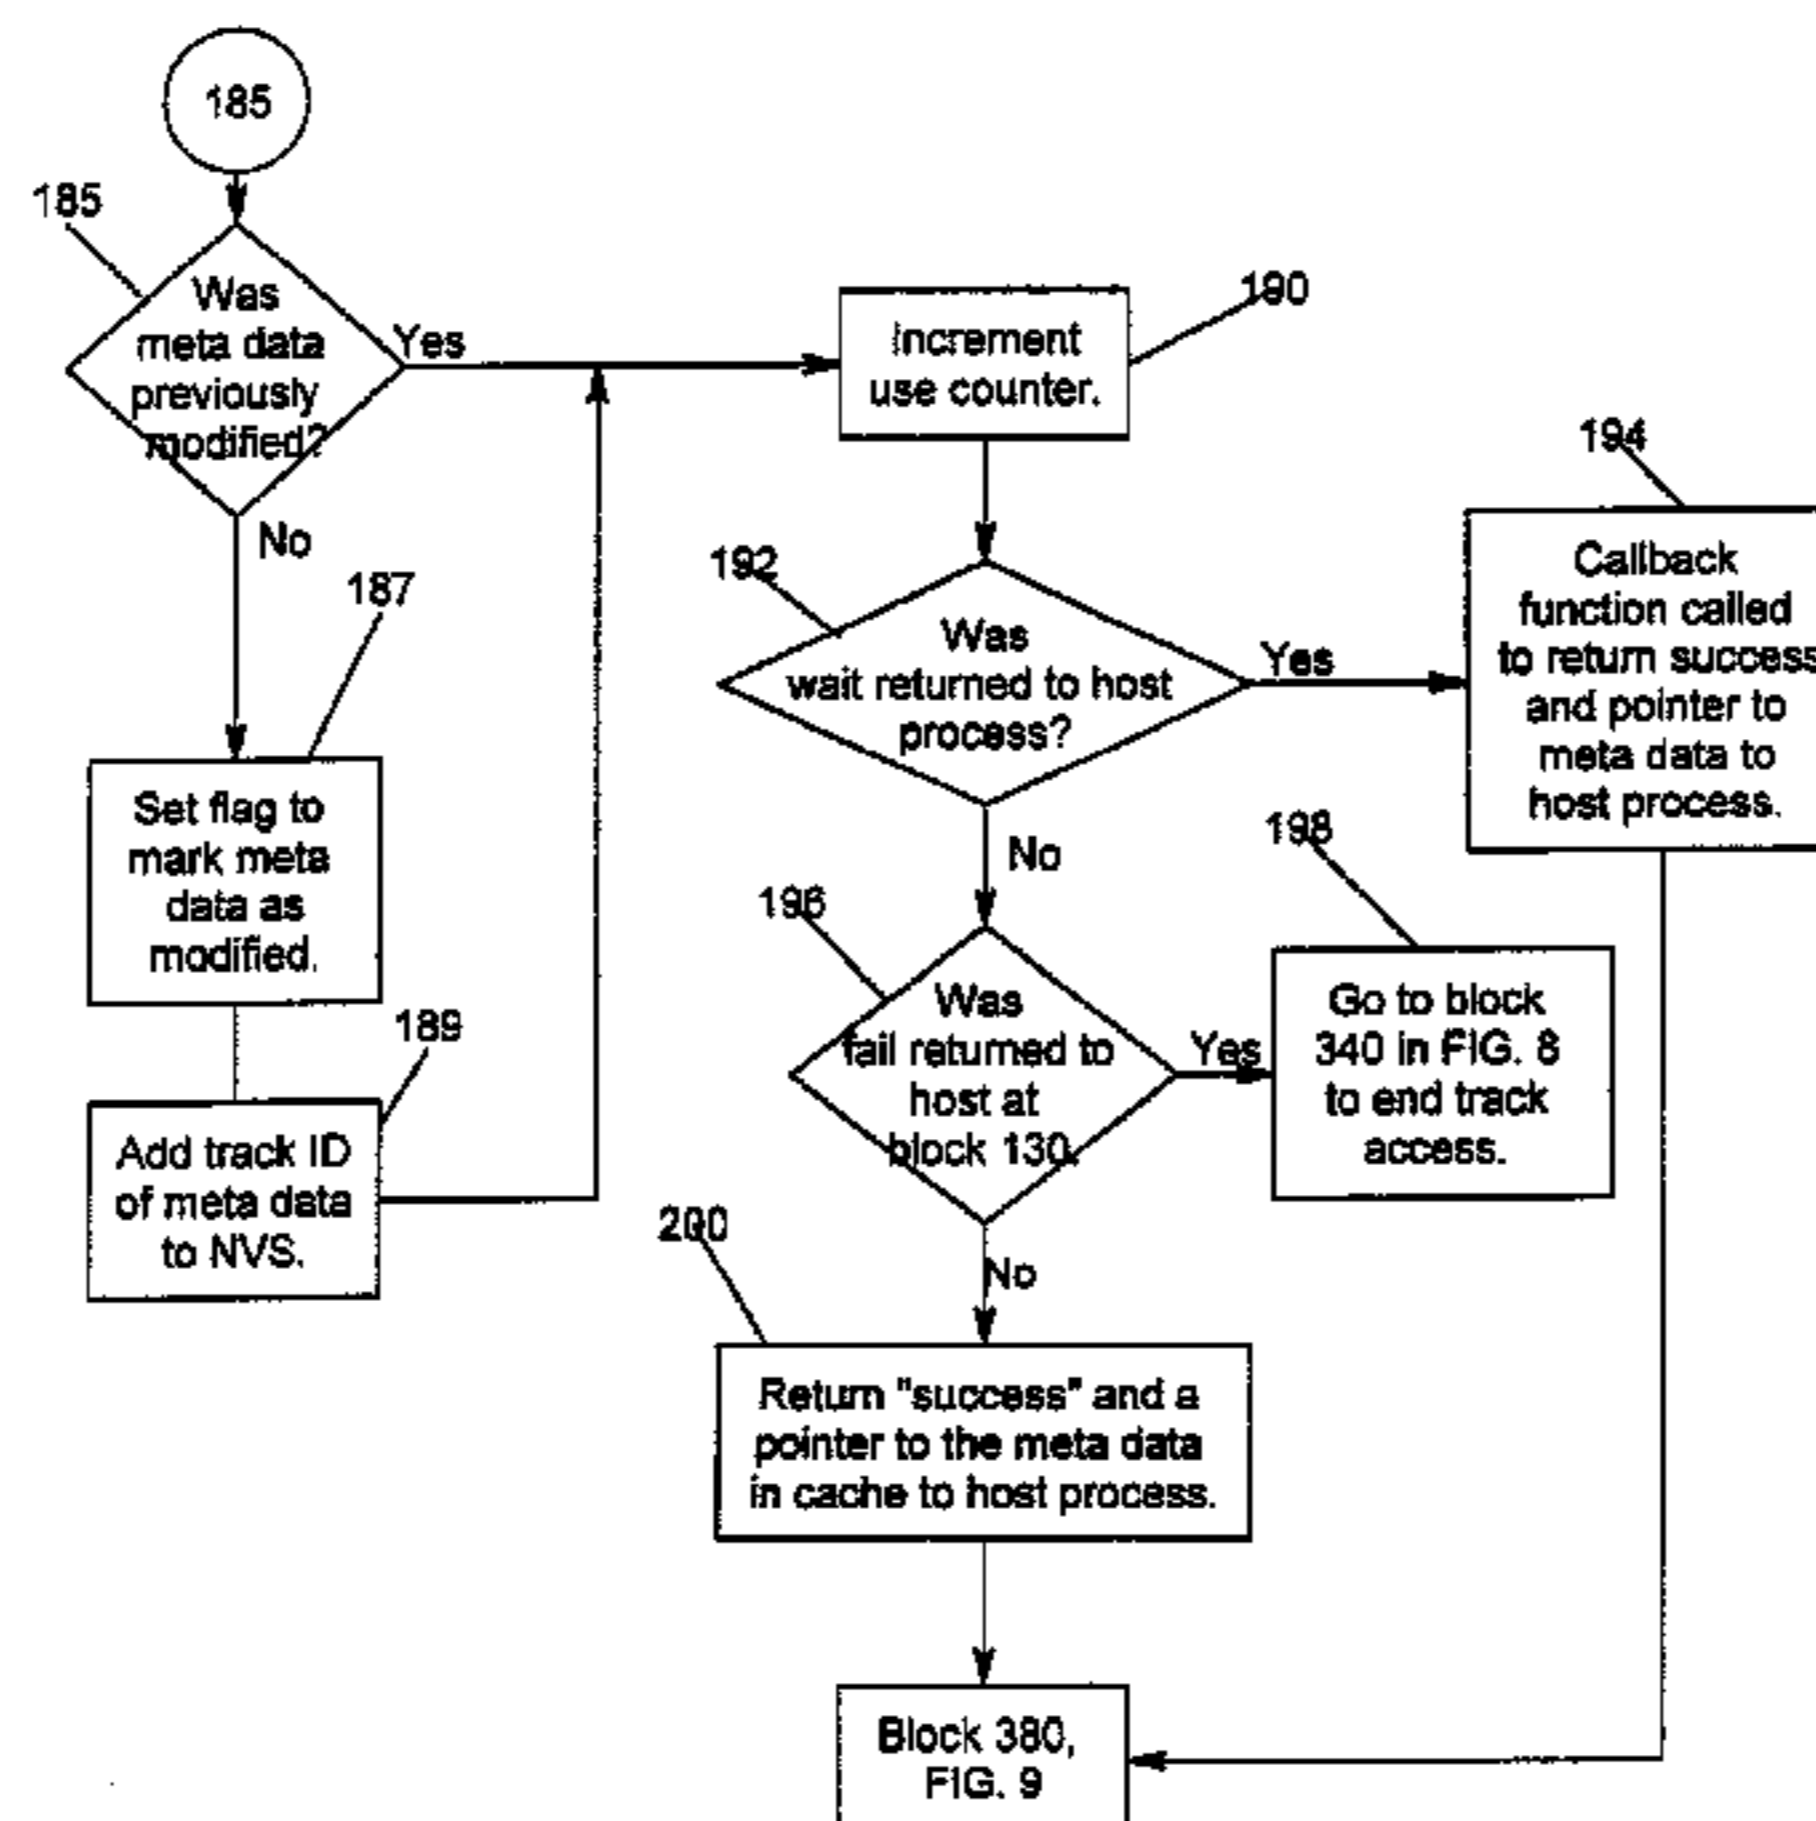 185
185
Was
meta data
previously
modified?
Yes
No
187
Set flag to
mark meta
data as
modified.
189
Add track ID
of meta data
to NVS.
190
Increment
use counter.
192
Was
wait returned to host
process?
Yes
No
194
Callback
function called
to return success
and pointer to
meta data to
host process.
196
Was
fail returned to
host at
block 130.
Yes
No
198
Go to block
340 in FIG. 8
to end track
access.
200
Return "success" and a
pointer to the meta data
in cache to host process.
Block 380,
FIG. 9